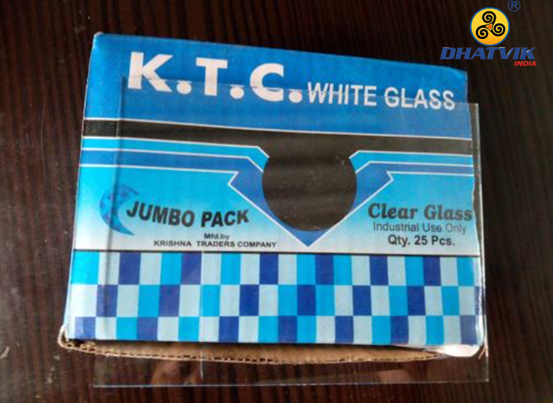 ®
DHATVIK
INDIA
K.T.C. WHITE GLASS
JUMBO PACK
Mfd.by
KRISHNA TRADERS COMPANY
Clear Glass
Industrial Use Only
Qty. 25 Pcs.